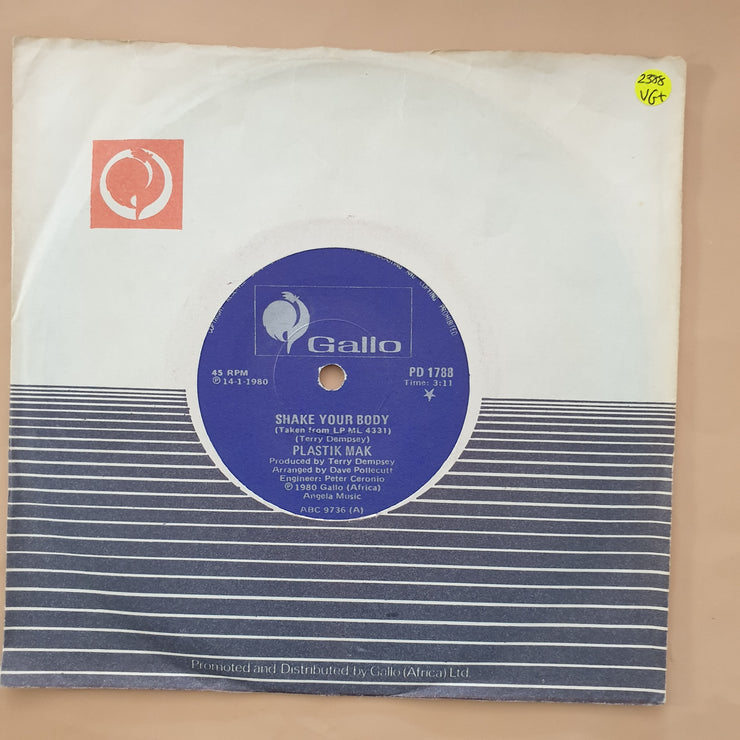 2388
VG+
Gallo
45 RPM
℗ 14-1-1980
PD 1788
Time: 3:11
SHAKE YOUR BODY
(Taken from LP ML 4331)
(Terry Dempsey)
PLASTIK MAK
Produced by Terry Dempsey
Arranged by Dave Pollecutt
Engineer: Peter Ceronio
℗ 1980 Gallo (Africa)
Angela Music
ABC 9736 (A)
Promoted and Distributed by Gallo (Africa) Ltd.